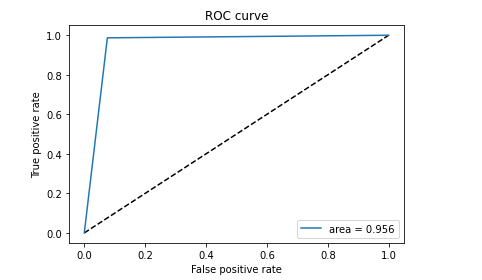 ROC curve
1.0
0.8
0.6
0.4
0.2
0.0
True positive rate
0.0 0.2 0.4 0.6 0.8 1.0
False positive rate
area = 0.956